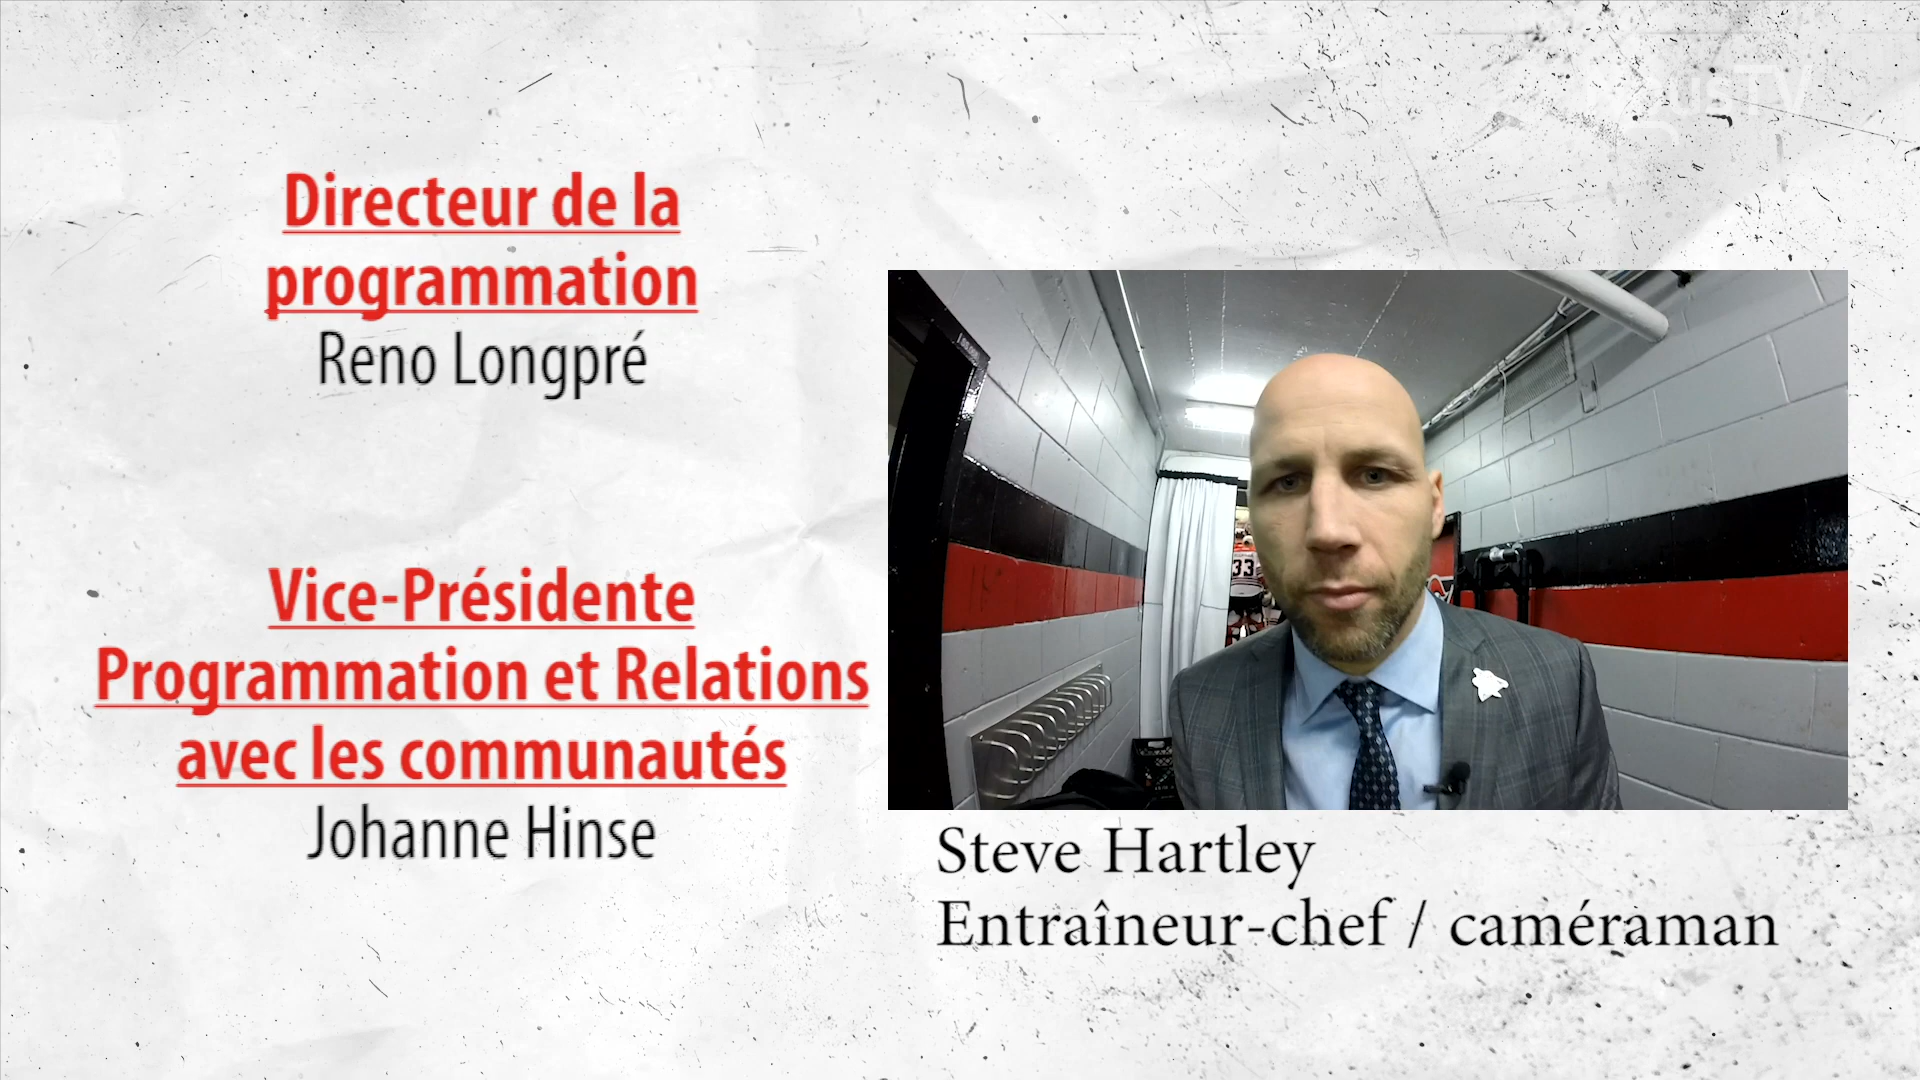 Directeur de la
programmation
Reno Longpré
Vice-Présidente
Programmation et Relations
avec les communautés
Johanne Hinse
33
Steve Hartley
Entraîneur-chef / caméraman